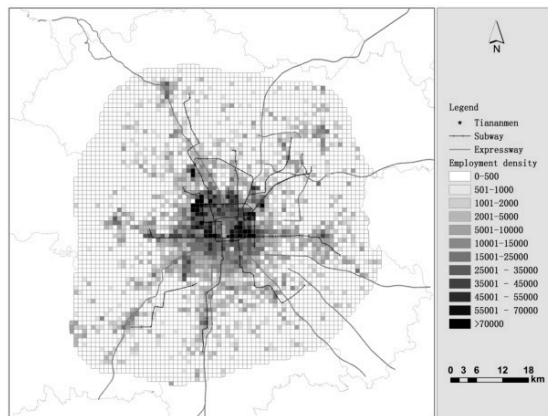 N
Legend
Tiananmen
Subway
Expressway
Employment density
0-500
501-1000
1001-2000
2001-5000
5001-10000
10001-15000
15001-25000
25001 - 35000
35001 - 45000
45001 - 55000
55001 - 70000
>70000
0 3 6 12 18
km